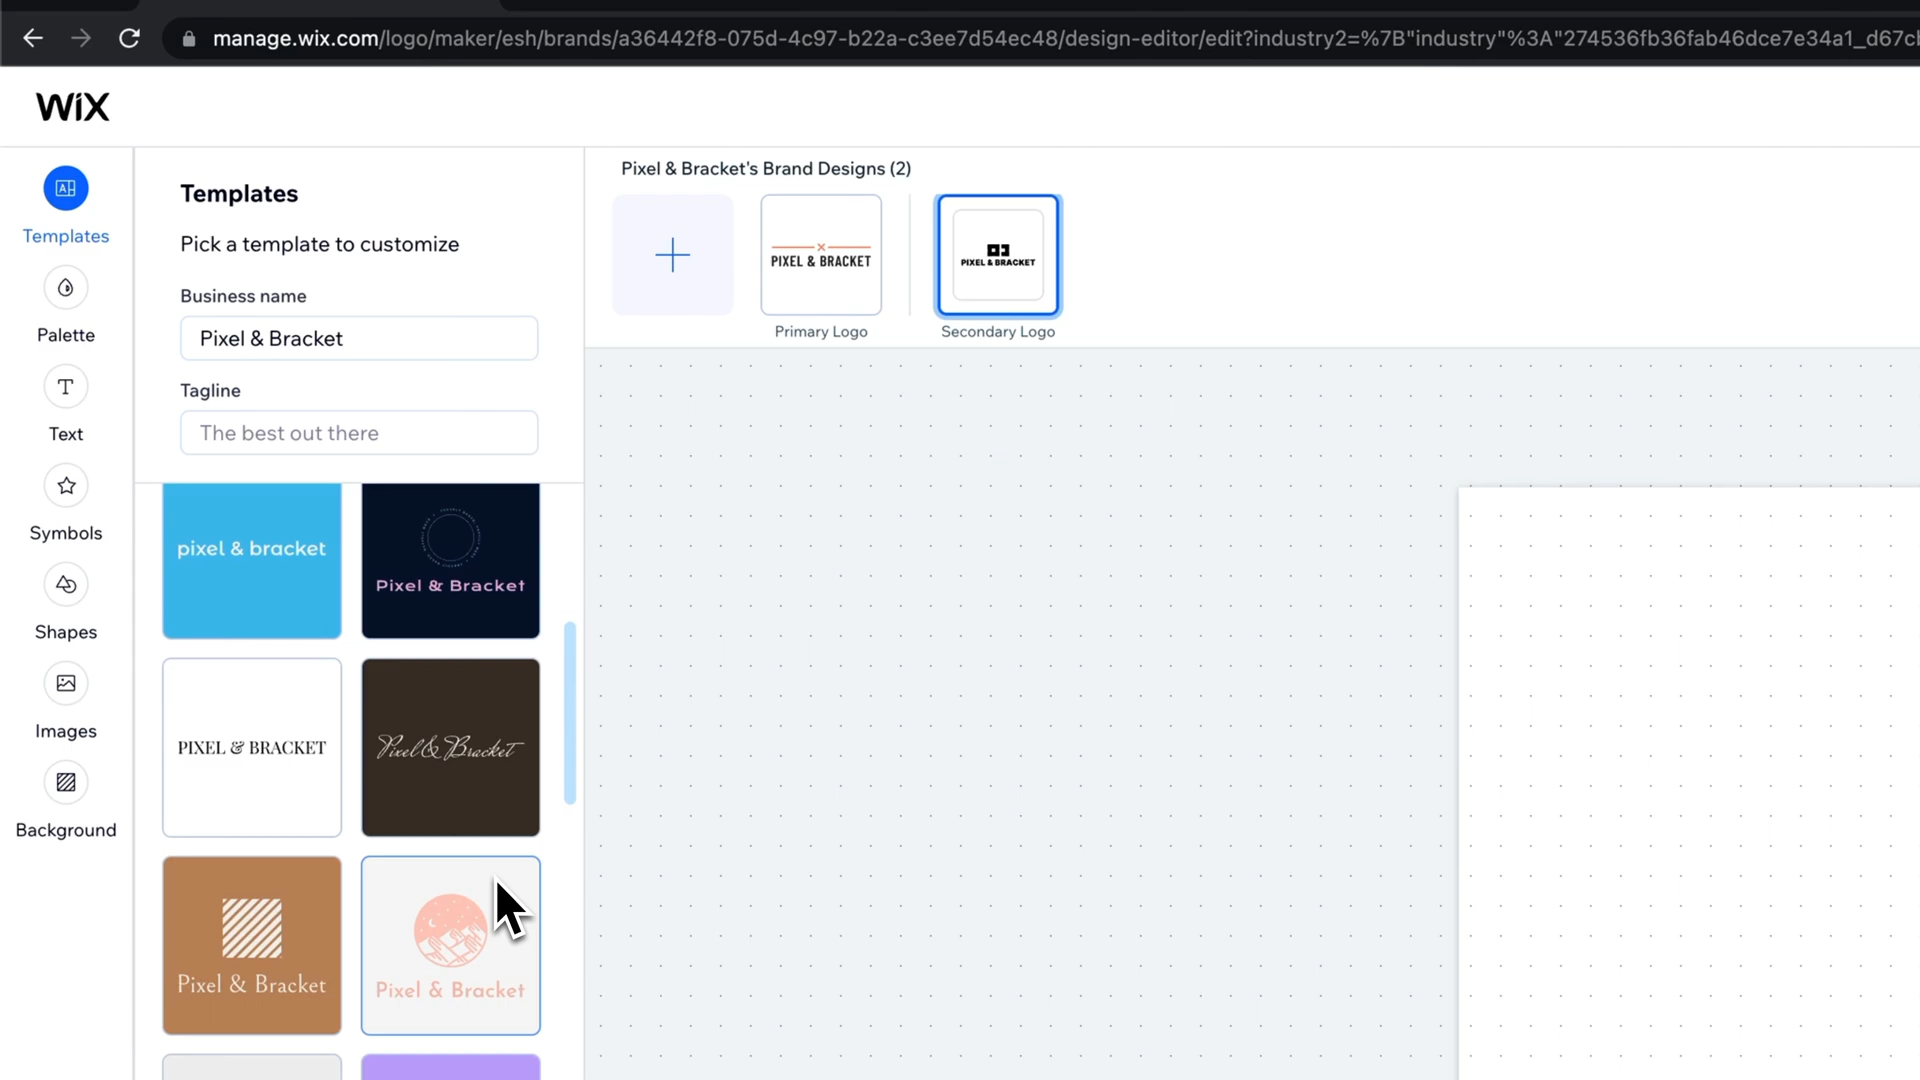 manage.wix.com/logo/maker/esh/brands/a36442f8-075d-4c97-b22a-c3ee7d54ec48/design-editor/edit?industry2=%7B"industry"%3A"274536fb36fab46dce7e34a1_d67c
WiX
Templates
Palette
Text
Symbols
Shapes
Images
Background
Templates
Pick a template to customize
Business name
Pixel & Bracket
Tagline
The best out there
pixel & bracket
Pixel & Bracket
PIXEL & BRACKET
Pixel & Bracket
Pixel & Bracket
Pixel & Bracket
Pixel & Bracket's Brand Designs (2)
PIXEL & BRACKET
Primary Logo
PIXEL & BRACKET
Secondary Logo